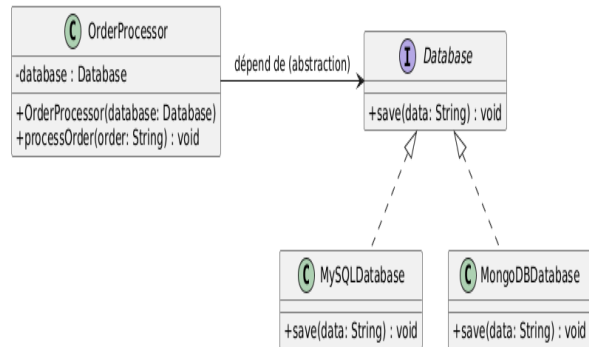 C OrderProcessor
-database : Database
+OrderProcessor(database: Database)
+processOrder(order: String) : void
dépend de (abstraction)
I Database
+save(data: String) : void
C MySQLDatabase
+save(data: String) : void
C MongoDBDatabase
+save(data: String) : void